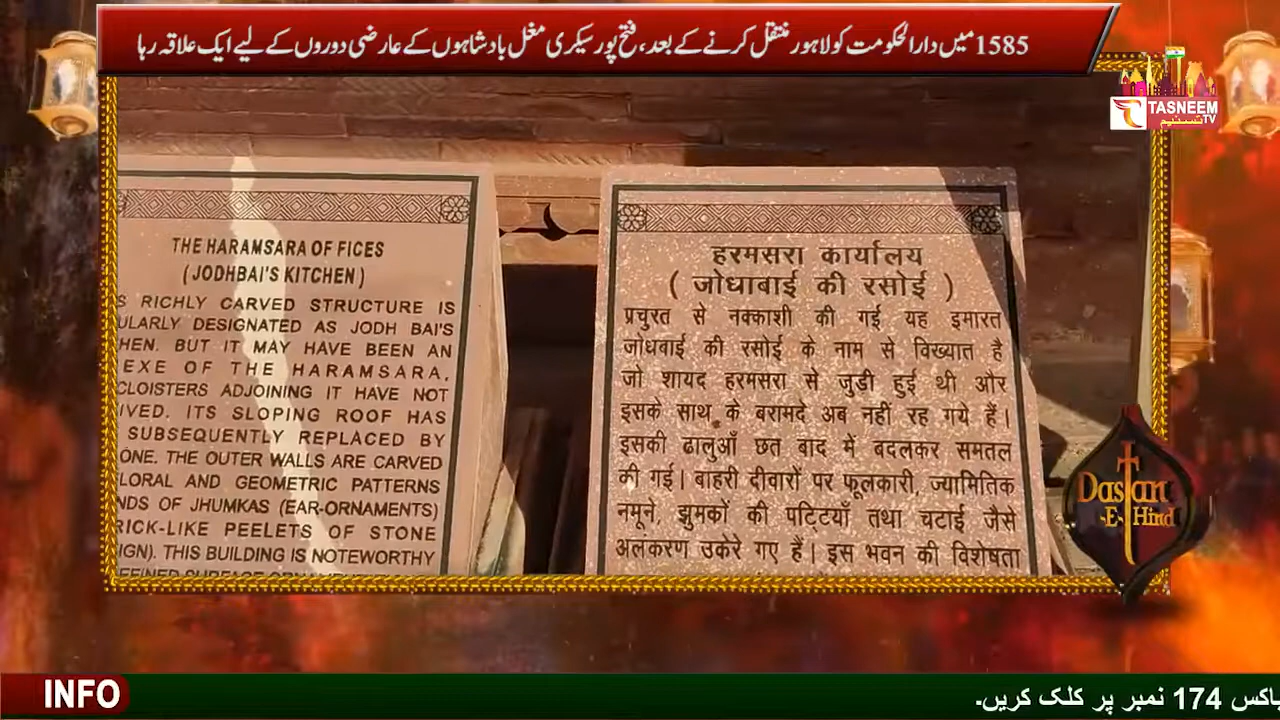 1585 میں دارالحکومت کو لاہور منتقل کرنے کے بعد، فتح پور سیکری مغل بادشاہوں کے عارضی دوروں کے لیے ایک علاقہ رہا
TASNEEM
تسنیم TV
THE HARAMSARA OF FICES
(JODHBAI'S KITCHEN)
S RICHLY CARVED STRUCTURE IS
ULARLY DESIGNATED AS JODH BAI'S
HEN. BUT IT MAY HAVE BEEN AN
EXE OF THE HARAMSARA,
CLOISTERS ADJOINING IT HAVE NOT
IVED. ITS SLOPING ROOF HAS
SUBSEQUENTLY REPLACED BY
ONE. THE OUTER WALLS ARE CARVED
LORAL AND GEOMETRIC PATTERNS
NDS OF JHUMKAS (EAR-ORNAMENTS)
RICK-LIKE PEELETS OF STONE
IGN). THIS BUILDING IS NOTEWORTHY
हरमसरा कार्यालय
( जोधाबाई की रसोई )
प्रचुरत से नक्काशी की गई यह इमारत
जोधबाई की रसोई के नाम से विख्यात है
जो शायद हरमसरा से जुड़ी हुई थी और
इसके साथ के बरामदे अब नहीं रह गये हैं।
इसकी ढालुआँ छत बाद में बदलकर समतल
की गई। बाहरी दीवारों पर फूलकारी, ज्यामितिक
नमूने, झुमकों की पट्टियाँ तथा चटाई जैसे
अलंकरण उकेरे गए हैं। इस भवन की विशेषता
Dastan
-E- Hind
INFO
باکس 174 نمبر پر کلک کریں۔